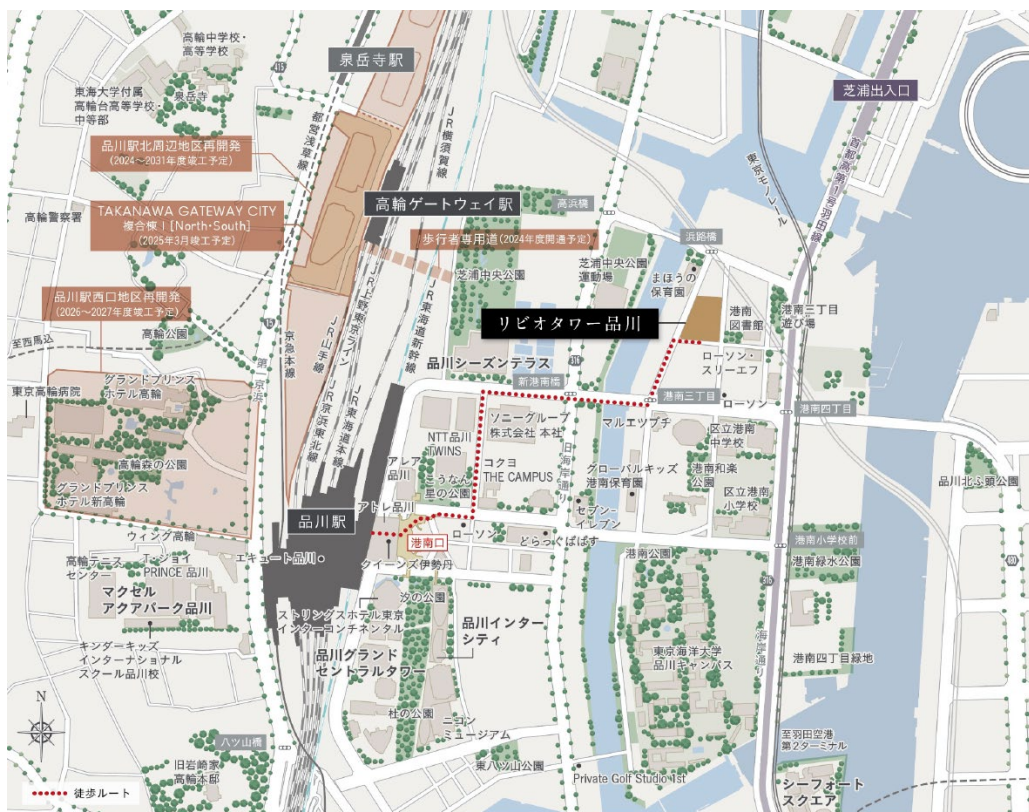 高輪中学校・
高等学校
泉岳寺
東海大学付属
高輪台高等学校・
中等部
415
都営浅草線
泉岳寺駅
JR横須賀線
芝浦出入口
首都高速第1号羽田線
東京モノレール
品川駅北周辺地区再開発
(2024〜2031年度竣工予定)
高輪警察署
TAKANAWA GATEWAY CITY
複合棟Ⅰ[North・South]
(2025年3月竣工予定)
高輪ゲートウェイ駅
歩行者専用道(2024年度開通予定)
高浜橋
浜路橋
芝浦中央公園
芝浦中央公園
運動場
まほうの
保育園
品川駅西口地区再開発
(2026〜2027年度竣工予定)
高輪公園
至西馬込
15
京急本線
第一京浜
JR山手線
JR京浜東北線
JR上野東京ライン
JR東海道本線
JR東海道新幹線
リビオタワー品川
港南
図書館
港南三丁目
遊び場
品川シーズンテラス
316
ローソン・
スリーエフ
新港南橋
港南三丁目
ローソン
港南四丁目
東京高輪病院
グランドプリンス
ホテル高輪
高輪森の公園
グランドプリンス
ホテル新高輪
NTT品川
TWINS
ソニーグループ
株式会社 本社
マルエツプチ
区立港南
中学校
アレア
品川
こうなん
星の公園
コクヨ
THE CAMPUS
旧海岸通り
グローバルキッズ
港南保育園
港南和楽
公園
区立港南
小学校
品川北ふ頭公園
品川駅
アトレ品川
港南口
ローソン
セブン-
イレブン
どらっぐぱぱす
港南小学校前
ウィング高輪
エキュート品川
クイーンズ伊勢丹
高輪テニス
センター
T・ジョイ
PRINCE 品川
マクセル
アクアパーク品川
汐の公園
ストリングスホテル東京
インターコンチネンタル
品川インター
シティ
港南公園
港南緑水公園
315
海岸通り
キンダーキッズ
インターナショナル
スクール品川校
品川グランド
セントラルタワー
東京海洋大学
品川キャンパス
港南四丁目緑地
N
杜の公園
ニコン
ミュージアム
至羽田空港
第2ターミナル
八ツ山橋
旧岩崎家
高輪本邸
東八ツ山公園
Private Golf Studio 1st
シーフォート
スクエア
徒歩ルート